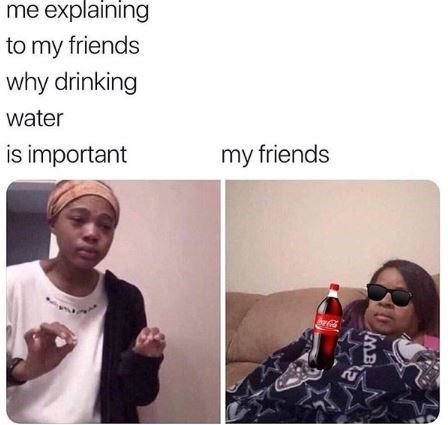 me explaining
to my friends
why drinking
water
is important
my friends
Coca-Cola